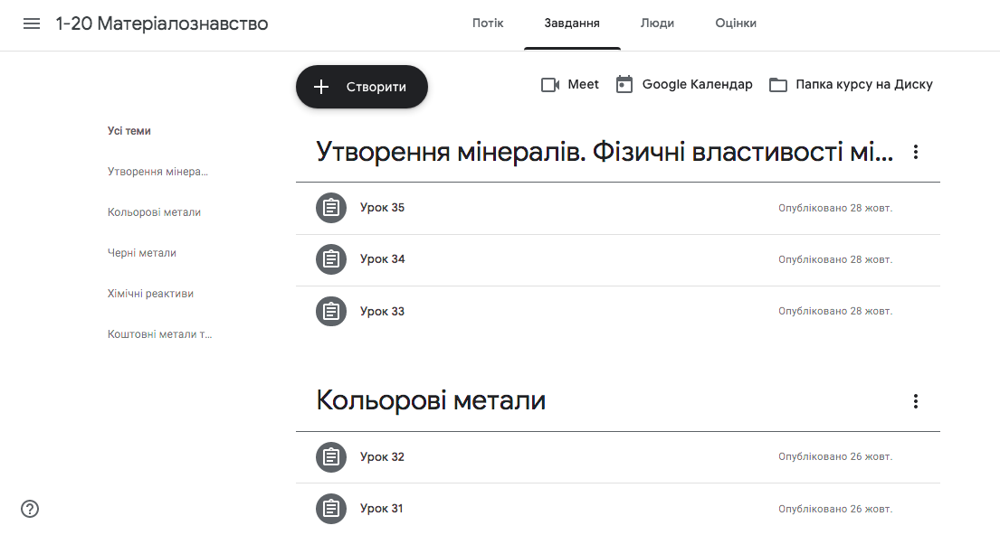 1-20 Матеріалознавство
Потік
Завдання
Люди
Оцінки
Створити
Meet
Google Календар
Папка курсу на Диску
Усі теми
Утворення мінера...
Кольорові метали
Черні метали
Хімічні реактиви
Коштовні метали т...
Утворення мінералів. Фізичні властивості мі...
Урок 35
Опубліковано 28 жовт.
Урок 34
Опубліковано 28 жовт.
Урок 33
Опубліковано 28 жовт.
Кольорові метали
Урок 32
Опубліковано 26 жовт.
Урок 31
Опубліковано 26 жовт.